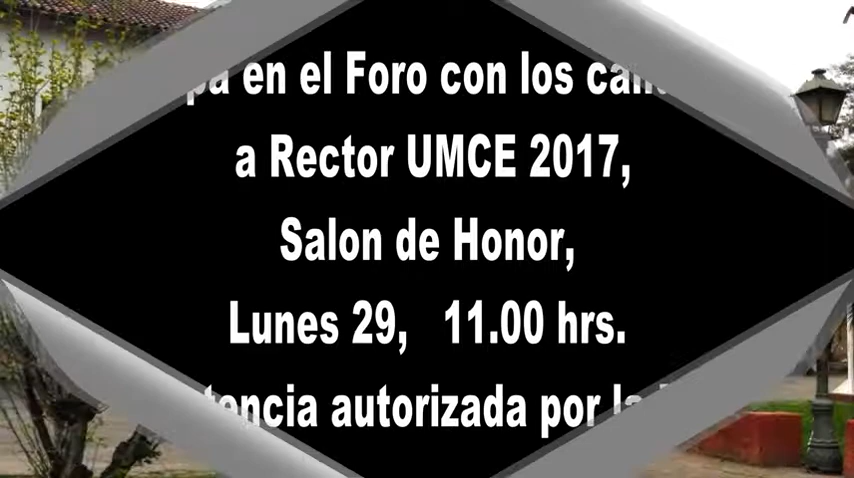 en el Foro con los
a Rector UMCE 2017,
Salon de Honor,
Lunes 29, 11.00 hrs.
autorizada por